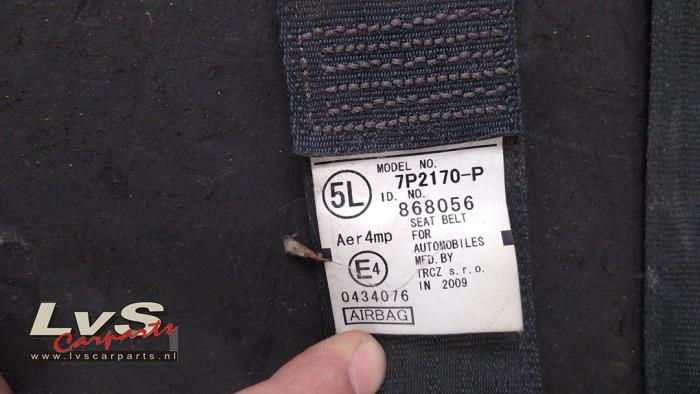 MODEL NO.
5L
7P2170-P
ID. NO.
868056
SEAT BELT
Aer4mp
FOR
AUTOMOBILES
E4
MFD. BY
TRCZ s.r.o.
0434076
IN 2009
AIRBAG
LvS
Carparts
www.lvscarparts.nl